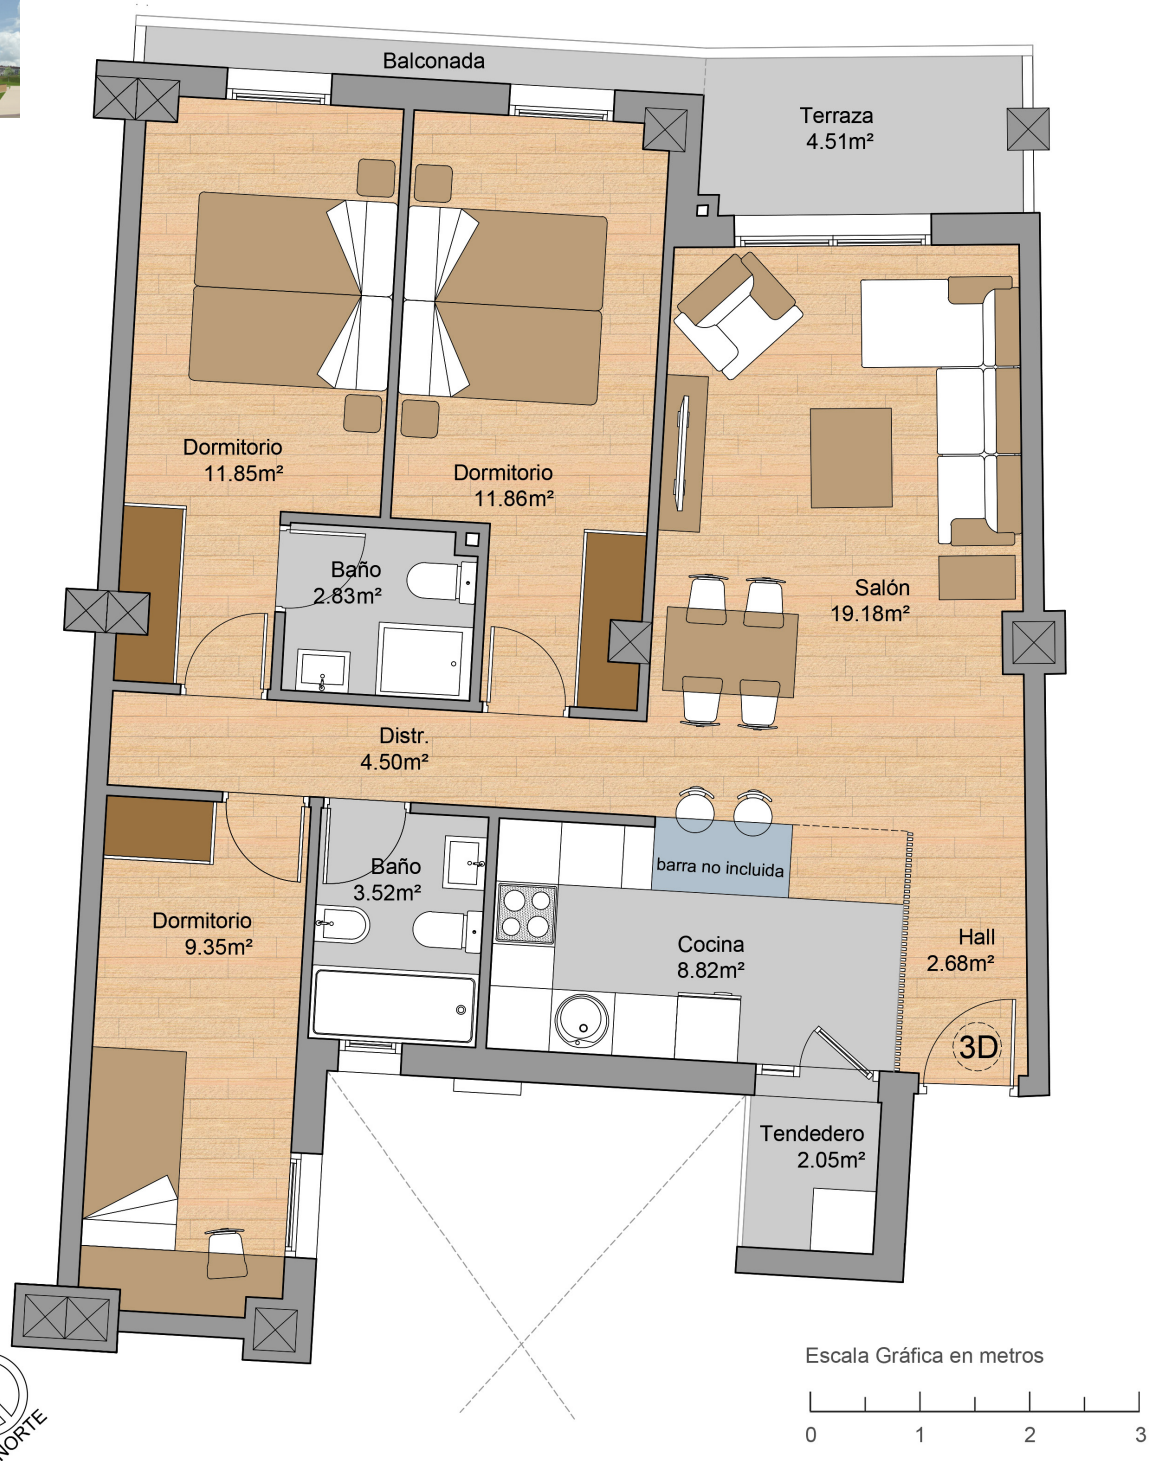 Balconada
Terraza
4.51m²
Dormitorio
11.85m²
Dormitorio
11.86m²
Baño
2.83m²
Salón
19.18m²
Distr.
4.50m²
barra no incluida
Baño
3.52m²
Dormitorio
9.35m²
Cocina
8.82m²
Hall
2.68m²
3D
Tendedero
2.05m²
Escala Gráfica en metros
0 1 2 3
NORTE